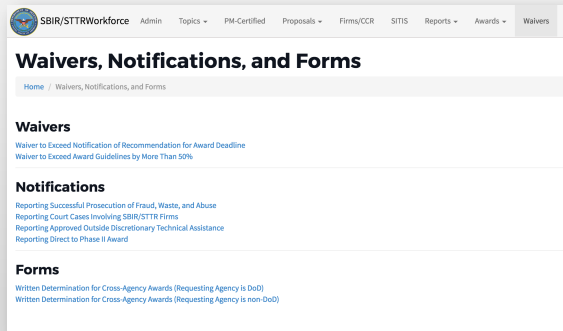 SBIR/STTRWorkforce Admin Topics PM-Certified Proposals Firms/CCR SITIS Reports Awards Waivers
Waivers, Notifications, and Forms
Home / Waivers, Notifications, and Forms
Waivers
Waiver to Exceed Notification of Recommendation for Award Deadline
Waiver to Exceed Award Guidelines by More Than 50%
Notifications
Reporting Successful Prosecution of Fraud, Waste, and Abuse
Reporting Court Cases Involving SBIR/STTR Firms
Reporting Approved Outside Discretionary Technical Assistance
Reporting Direct to Phase II Award
Forms
Written Determination for Cross-Agency Awards (Requesting Agency is DoD)
Written Determination for Cross-Agency Awards (Requesting Agency is non-DoD)